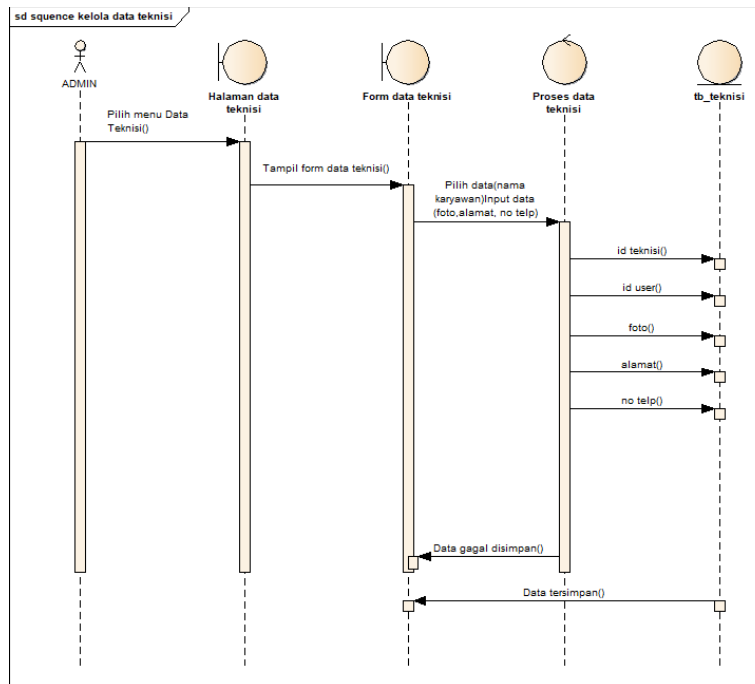 sd squence kelola data teknisi
ADMIN
Halaman data
teknisi
Form data teknisi
Proses data
teknisi
tb_teknisi
Pilih menu Data
Teknisi()
Tampil form data teknisi()
Pilih data(nama
karyawan)Input data
(foto,alamat, no telp)
id teknisi()
id user()
foto()
alamat()
no telp()
Data gagal disimpan()
Data tersimpan()